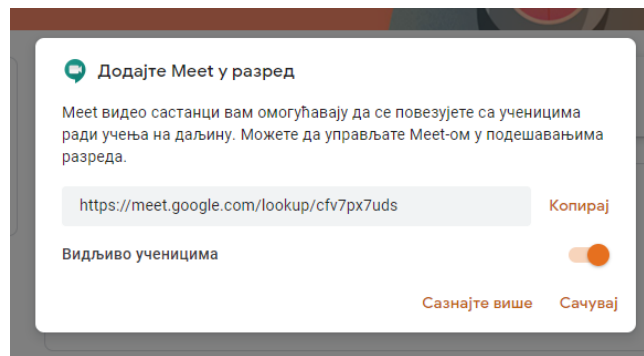 Додајте Meet у разред
Meet видео састанци вам омогућавају да се повезујете са ученицима
ради учења на даљину. Можете да управљате Meet-ом у подешавањима
разреда.
https://meet.google.com/lookup/cfv7px7uds
Копирај
Видљиво ученицима
Сазнајте више
Сачувај